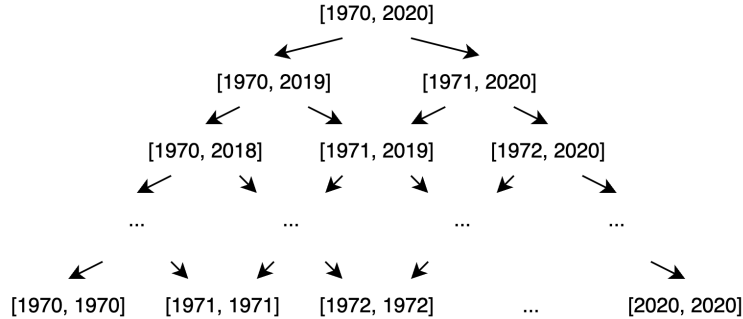 [1970, 2020]
[1970, 2019] [1971, 2020]
[1970, 2018] [1971, 2019] [1972, 2020]
... ... ... ...
[1970, 1970] [1971, 1971] [1972, 1972] ... [2020, 2020]